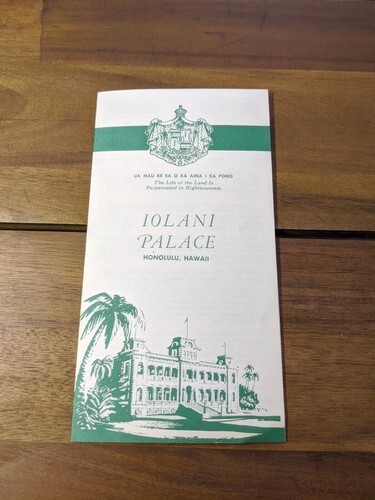 UA MAU KE EA O KA AINA I KA PONO
The Life of the Land Is
Perpetuated in Righteousness
IOLANI
PALACE
HONOLULU, HAWAII